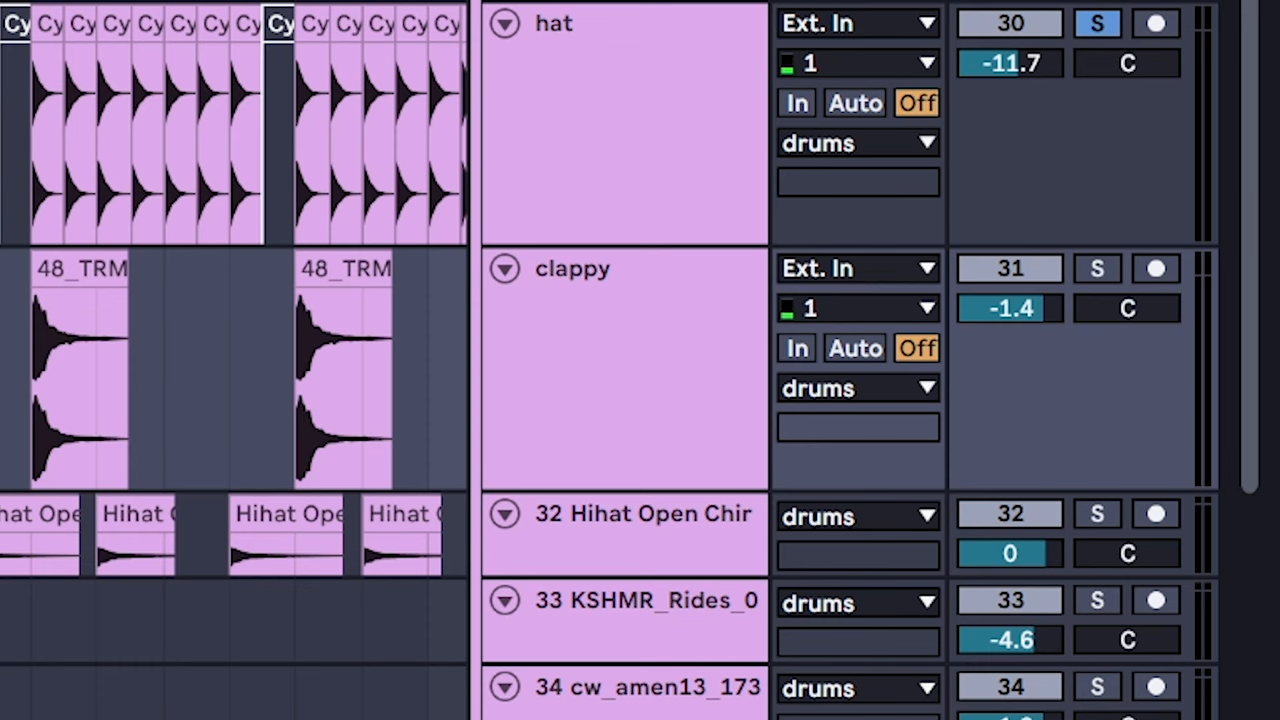 Cy Cy Cy Cy Cy Cy Cy Cy Cy Cy Cy Cy Cy Cy
hat
Ext. In
30
S
1
-11.7
C
In Auto Off
drums
48_TRM 48_TRM
clappy
Ext. In
31
S
1
-1.4
C
In Auto Off
drums
hat Ope Hihat Hihat Ope Hihat
32 Hihat Open Chir
drums
32
S
0
C
33 KSHMR_Rides_0
drums
33
S
-4.6
C
34 cw_amen13_173
drums
34
S